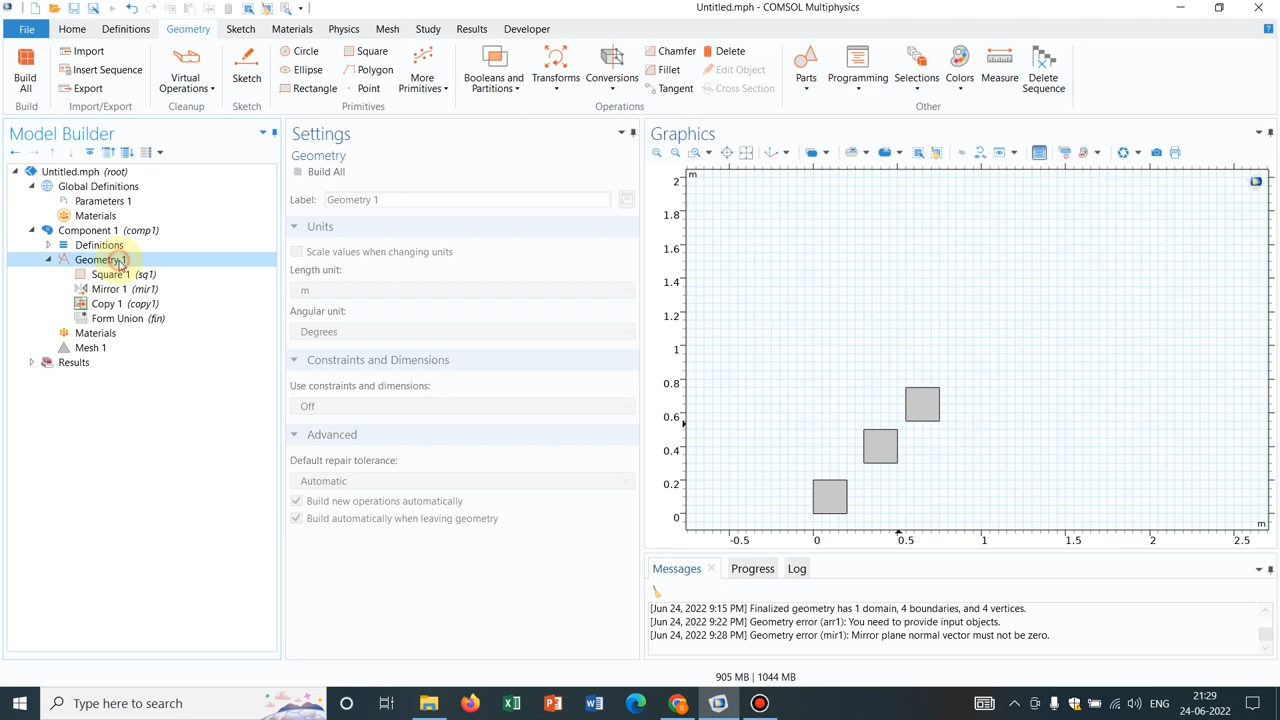 Untitled.mph - COMSOL Multiphysics
File Home Definitions Geometry Sketch Materials Physics Mesh Study Results Developer
Build All
Build
Import
Insert Sequence
Export
Import/Export
Virtual Operations
Cleanup
Sketch
Sketch
Circle Square
Ellipse Polygon
Rectangle Point
More Primitives
Primitives
Booleans and Partitions
Transforms
Conversions
Chamfer Delete
Fillet Edit Object
Tangent Cross Section
Operations
Parts
Programming
Selections
Colors
Measure
Delete Sequence
Other
Model Builder
Untitled.mph (root)
Global Definitions
Parameters 1
Materials
Component 1 (comp1)
Definitions
Geometry 1
Square 1 (sq1)
Mirror 1 (mir1)
Copy 1 (copy1)
Form Union (fin)
Materials
Mesh 1
Results
Settings
Geometry
Build All
Label: Geometry 1
Units
Scale values when changing units
Length unit:
m
Angular unit:
Degrees
Constraints and Dimensions
Use constraints and dimensions:
Off
Advanced
Default repair tolerance:
Automatic
Build new operations automatically
Build automatically when leaving geometry
Graphics
m
2
1.8
1.6
1.4
1.2
1
0.8
0.6
0.4
0.2
0
m
-0.5 0 0.5 1 1.5 2 2.5
Messages Progress Log
[Jun 24, 2022 9:15 PM] Finalized geometry has 1 domain, 4 boundaries, and 4 vertices.
[Jun 24, 2022 9:22 PM] Geometry error (arr1): You need to provide input objects.
[Jun 24, 2022 9:28 PM] Geometry error (mir1): Mirror plane normal vector must not be zero.
905 MB | 1044 MB
Type here to search
ENG
21:29
24-06-2022